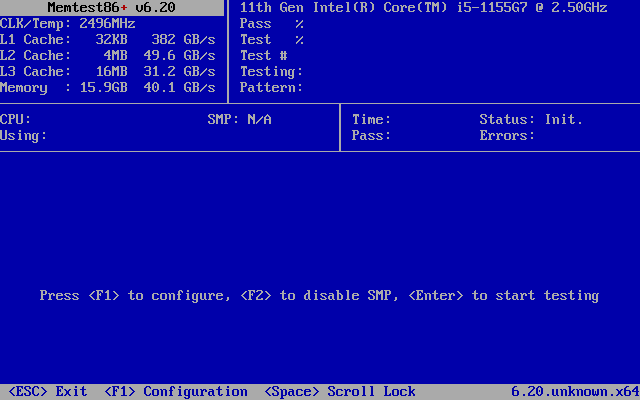 Memtest86+ v6.20
11th Gen Intel(R) Core(TM) i5-1155G7 @ 2.50GHz
CLK/Temp: 2496MHz
Pass %
L1 Cache: 32KB 382 GB/s
Test %
L2 Cache: 4MB 49.6 GB/s
Test #
L3 Cache: 16MB 31.2 GB/s
Testing:
Memory : 15.9GB 40.1 GB/s
Pattern:
CPU: SMP: N/A
Time: Status: Init.
Using:
Pass: Errors:
Press <F1> to configure, <F2> to disable SMP, <Enter> to start testing
<ESC> Exit <F1> Configuration <Space> Scroll Lock 6.20.unknown.x64